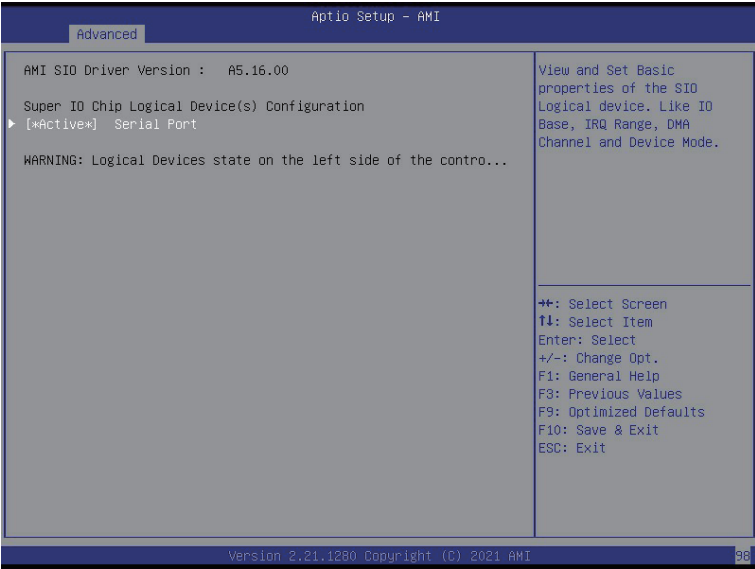 Aptio Setup – AMI
Advanced
AMI SIO Driver Version : A5.16.00
Super IO Chip Logical Device(s) Configuration
[*Active*] Serial Port
WARNING: Logical Devices state on the left side of the contro...
View and Set Basic
properties of the SIO
Logical device. Like IO
Base, IRQ Range, DMA
Channel and Device Mode.
→←: Select Screen
↑↓: Select Item
Enter: Select
+/-: Change Opt.
F1: General Help
F3: Previous Values
F9: Optimized Defaults
F10: Save & Exit
ESC: Exit
Version 2.21.1280 Copyright (C) 2021 AMI
98